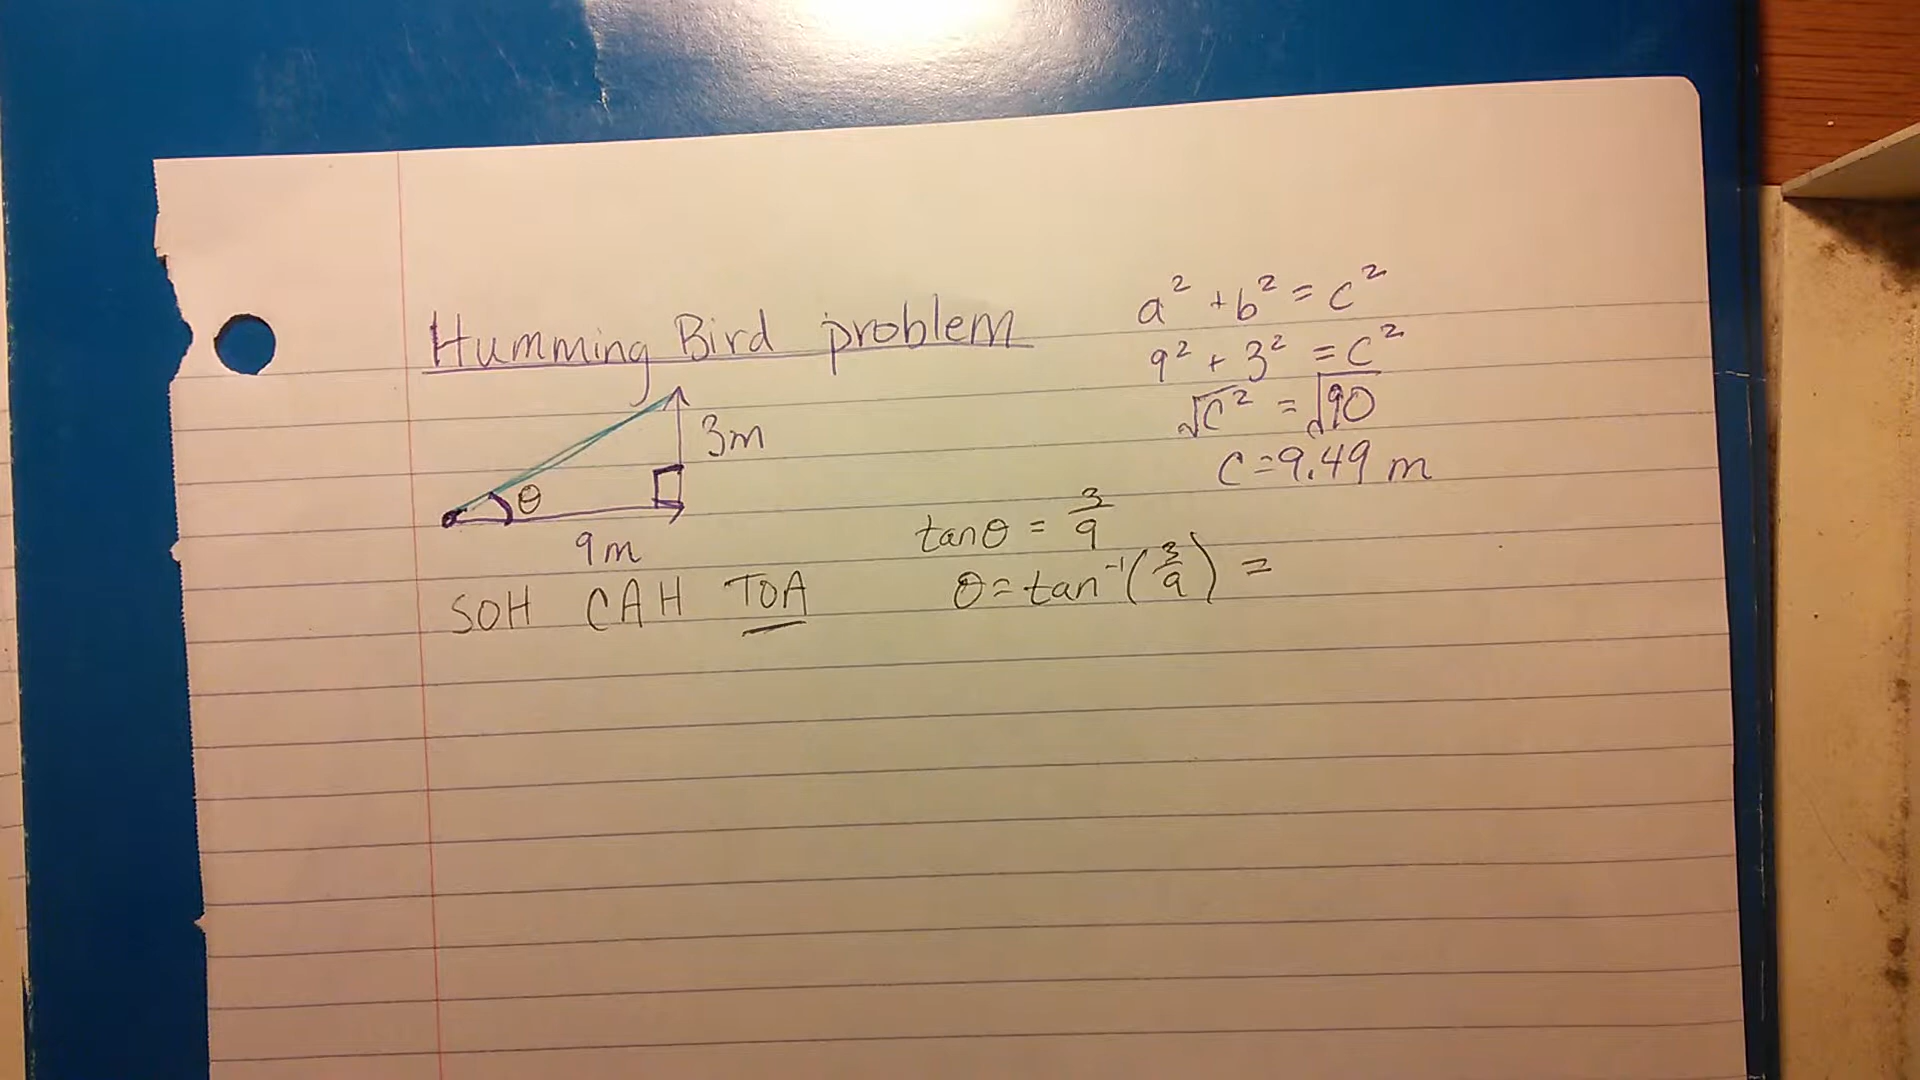 Humming Bird problem
3m
θ
9m
SOH CAH TOA
a² + b² = c²
9² + 3² = c²
√c² = √90
c = 9.49 m
tanθ = 3/9
θ = tan⁻¹(3/9) =